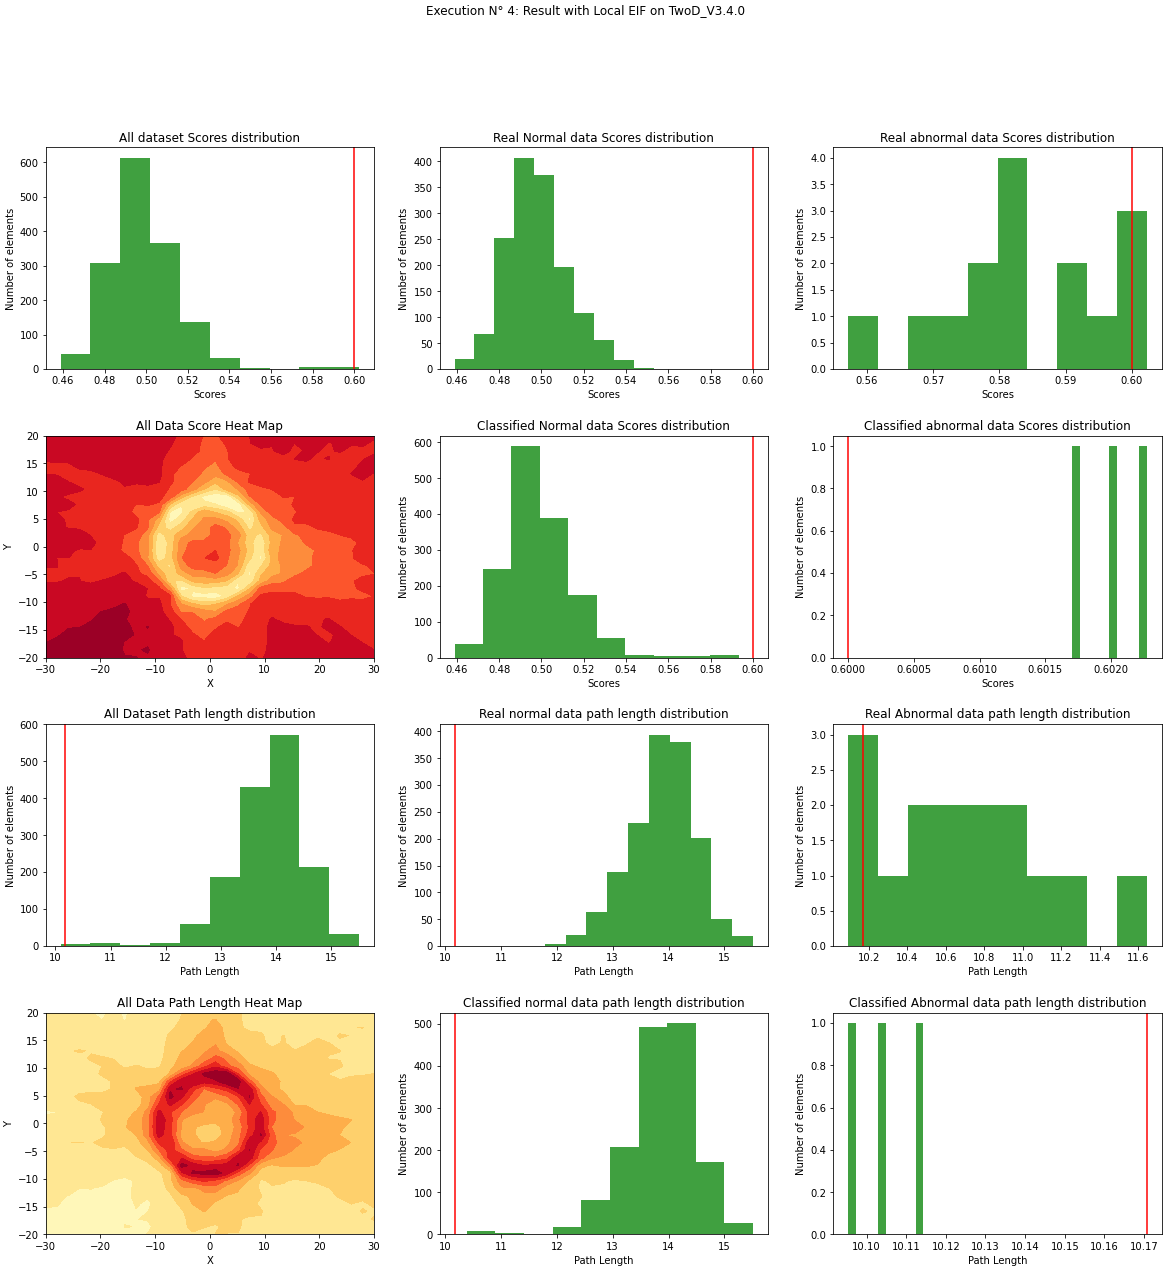 Execution N° 4: Result with Local EIF on TwoD_V3.4.0
All dataset Scores distribution
Number of elements
600
500
400
300
200
100
0
0.46 0.48 0.50 0.52 0.54 0.56 0.58 0.60
Scores
Real Normal data Scores distribution
Number of elements
400
350
300
250
200
150
100
50
0
0.46 0.48 0.50 0.52 0.54 0.56 0.58 0.60
Scores
Real abnormal data Scores distribution
Number of elements
4.0
3.5
3.0
2.5
2.0
1.5
1.0
0.5
0.0
0.56 0.57 0.58 0.59 0.60
Scores
All Data Score Heat Map
Y
20
15
10
5
0
−5
−10
−15
−20
−30 −20 −10 0 10 20 30
X
Classified Normal data Scores distribution
Number of elements
600
500
400
300
200
100
0
0.46 0.48 0.50 0.52 0.54 0.56 0.58 0.60
Scores
Classified abnormal data Scores distribution
Number of elements
1.0
0.8
0.6
0.4
0.2
0.0
0.6000 0.6005 0.6010 0.6015 0.6020
Scores
All Dataset Path length distribution
Number of elements
600
500
400
300
200
100
0
10 11 12 13 14 15
Path Length
Real normal data path length distribution
Number of elements
400
350
300
250
200
150
100
50
0
10 11 12 13 14 15
Path Length
Real Abnormal data path length distribution
Number of elements
3.0
2.5
2.0
1.5
1.0
0.5
0.0
10.2 10.4 10.6 10.8 11.0 11.2 11.4 11.6
Path Length
All Data Path Length Heat Map
Y
20
15
10
5
0
−5
−10
−15
−20
−30 −20 −10 0 10 20 30
X
Classified normal data path length distribution
Number of elements
500
400
300
200
100
0
10 11 12 13 14 15
Path Length
Classified Abnormal data path length distribution
Number of elements
1.0
0.8
0.6
0.4
0.2
0.0
10.10 10.11 10.12 10.13 10.14 10.15 10.16 10.17
Path Length